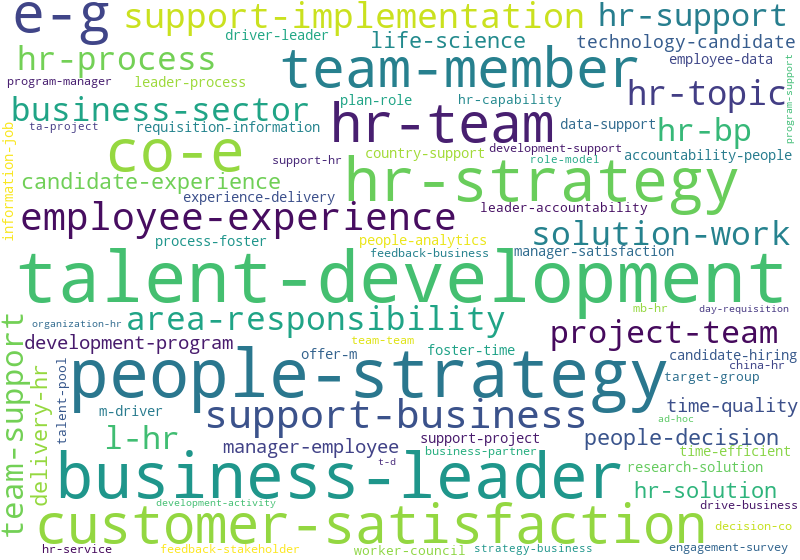 e-g
support-implementation
hr-support
driver-leader
life-science
technology-candidate
hr-process
team-member
employee-data
program-manager
leader-process
hr-topic
program-support
business-sector
plan-role
hr-capability
ta-project
requisition-information
hr-team
data-support
hr-bp
information-job
co-e
support-hr
country-support
development-support
role-model
accountability-people
candidate-experience
hr-strategy
experience-delivery
employee-experience
leader-accountability
solution-work
process-foster
people-analytics
feedback-business
manager-satisfaction
talent-development
mb-hr
day-requisition
team-support
organization-hr
area-responsibility
project-team
development-program
team-team
offer-m
foster-time
candidate-hiring
china-hr
talent-pool
people-strategy
target-group
delivery-hr
m-driver
support-business
time-quality
ad-hoc
l-hr
manager-employee
support-project
people-decision
business-partner
time-efficient
t-d
business-leader
research-solution
hr-solution
development-activity
drive-business
customer-satisfaction
decision-co
hr-service
feedback-stakeholder
worker-council
strategy-business
engagement-survey